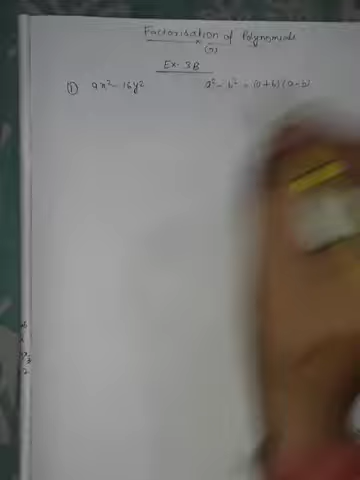 Factorisation of Polynomials
Ex-3B
① 9x² - 16y² a² - b² = (a+b)(a-b)